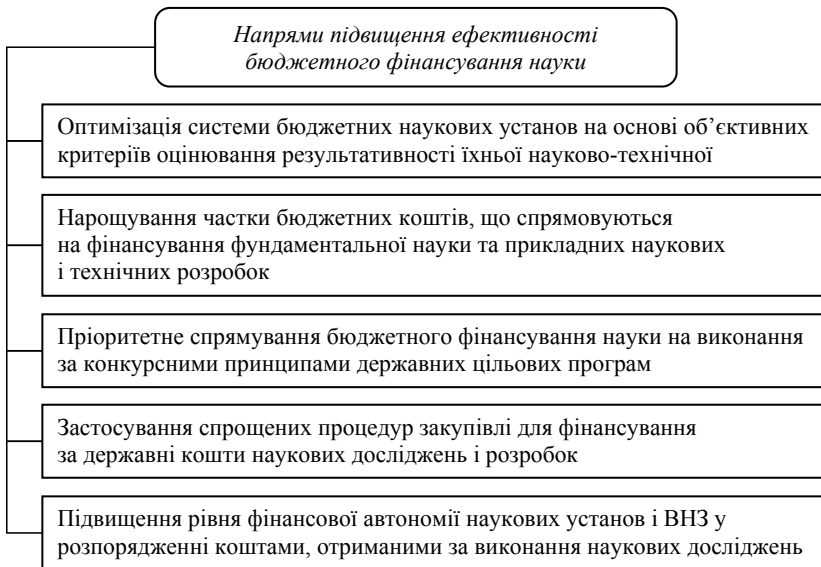 Напрями підвищення ефективності
бюджетного фінансування науки
Оптимізація системи бюджетних наукових установ на основі об’єктивних
критеріїв оцінювання результативності їхньої науково-технічної
Нарощування частки бюджетних коштів, що спрямовуються
на фінансування фундаментальної науки та прикладних наукових
і технічних розробок
Пріоритетне спрямування бюджетного фінансування науки на виконання
за конкурсними принципами державних цільових програм
Застосування спрощених процедур закупівлі для фінансування
за державні кошти наукових досліджень і розробок
Підвищення рівня фінансової автономії наукових установ і ВНЗ у
розпорядженні коштами, отриманими за виконання наукових досліджень